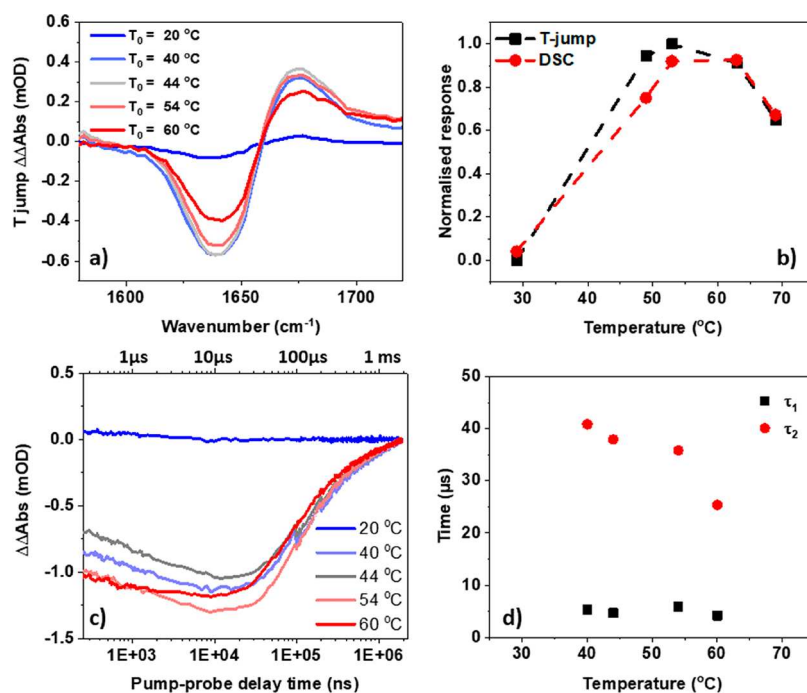 0.6
0.4
0.2
0.0
-0.2
-0.4
-0.6
T jump ΔΔAbs (mOD)
T₀ = 20 °C
T₀ = 40 °C
T₀ = 44 °C
T₀ = 54 °C
T₀ = 60 °C
a)
1600 1650 1700
Wavenumber (cm⁻¹)
1.0
0.8
0.6
0.4
0.2
0.0
Normalised response
T-jump
DSC
b)
30 40 50 60 70
Temperature (°C)
1µs 10µs 100µs 1 ms
0.5
0.0
-0.5
-1.0
-1.5
ΔΔAbs (mOD)
20 °C
40 °C
44 °C
54 °C
60 °C
c)
1E+03 1E+04 1E+05 1E+06
Pump-probe delay time (ns)
50
40
30
20
10
0
Time (µs)
τ₁
τ₂
d)
30 40 50 60 70
Temperature (°C)